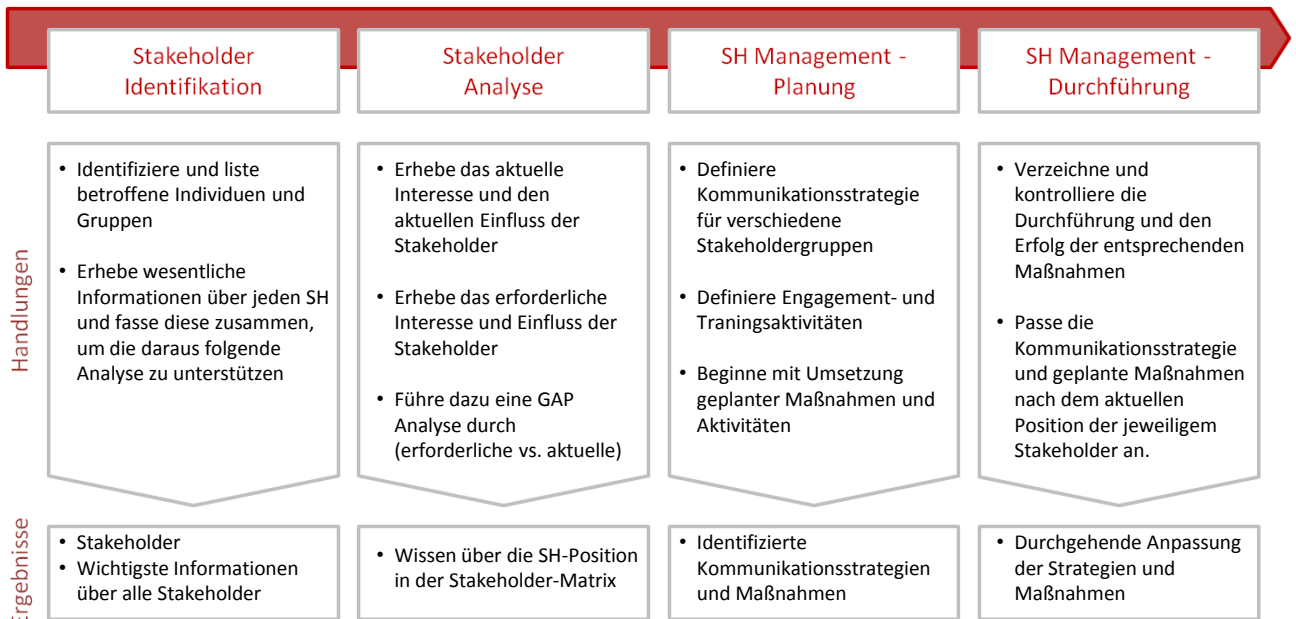 Stakeholder
Identifikation
Stakeholder
Analyse
SH Management -
Planung
SH Management -
Durchführung
Handlungen
• Identifiziere und liste
betroffene Individuen und
Gruppen
• Erhebe wesentliche
Informationen über jeden SH
und fasse diese zusammen,
um die daraus folgende
Analyse zu unterstützen
• Erhebe das aktuelle
Interesse und den
aktuellen Einfluss der
Stakeholder
• Erhebe das erforderliche
Interesse und Einfluss der
Stakeholder
• Führe dazu eine GAP
Analyse durch
(erforderliche vs. aktuelle)
• Definiere
Kommunikationsstrategie
für verschiedene
Stakeholdergruppen
• Definiere Engagement- und
Traningsaktivitäten
• Beginne mit Umsetzung
geplanter Maßnahmen und
Aktivitäten
• Verzeichne und
kontrolliere die
Durchführung und den
Erfolg der entsprechenden
Maßnahmen
• Passe die
Kommunikationsstrategie
und geplante Maßnahmen
nach dem aktuellen
Position der jeweiligem
Stakeholder an.
Ergebnisse
• Stakeholder
• Wichtigste Informationen
über alle Stakeholder
• Wissen über die SH-Position
in der Stakeholder-Matrix
• Identifizierte
Kommunikationsstrategien
und Maßnahmen
• Durchgehende Anpassung
der Strategien und
Maßnahmen